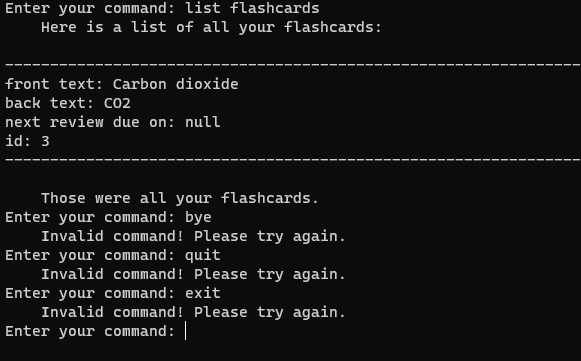 Enter your command: list flashcards
    Here is a list of all your flashcards:

----------------------------------------------------------------
front text: Carbon dioxide
back text: CO2
next review due on: null
id: 3
----------------------------------------------------------------

    Those were all your flashcards.
Enter your command: bye
    Invalid command! Please try again.
Enter your command: quit
    Invalid command! Please try again.
Enter your command: exit
    Invalid command! Please try again.
Enter your command: